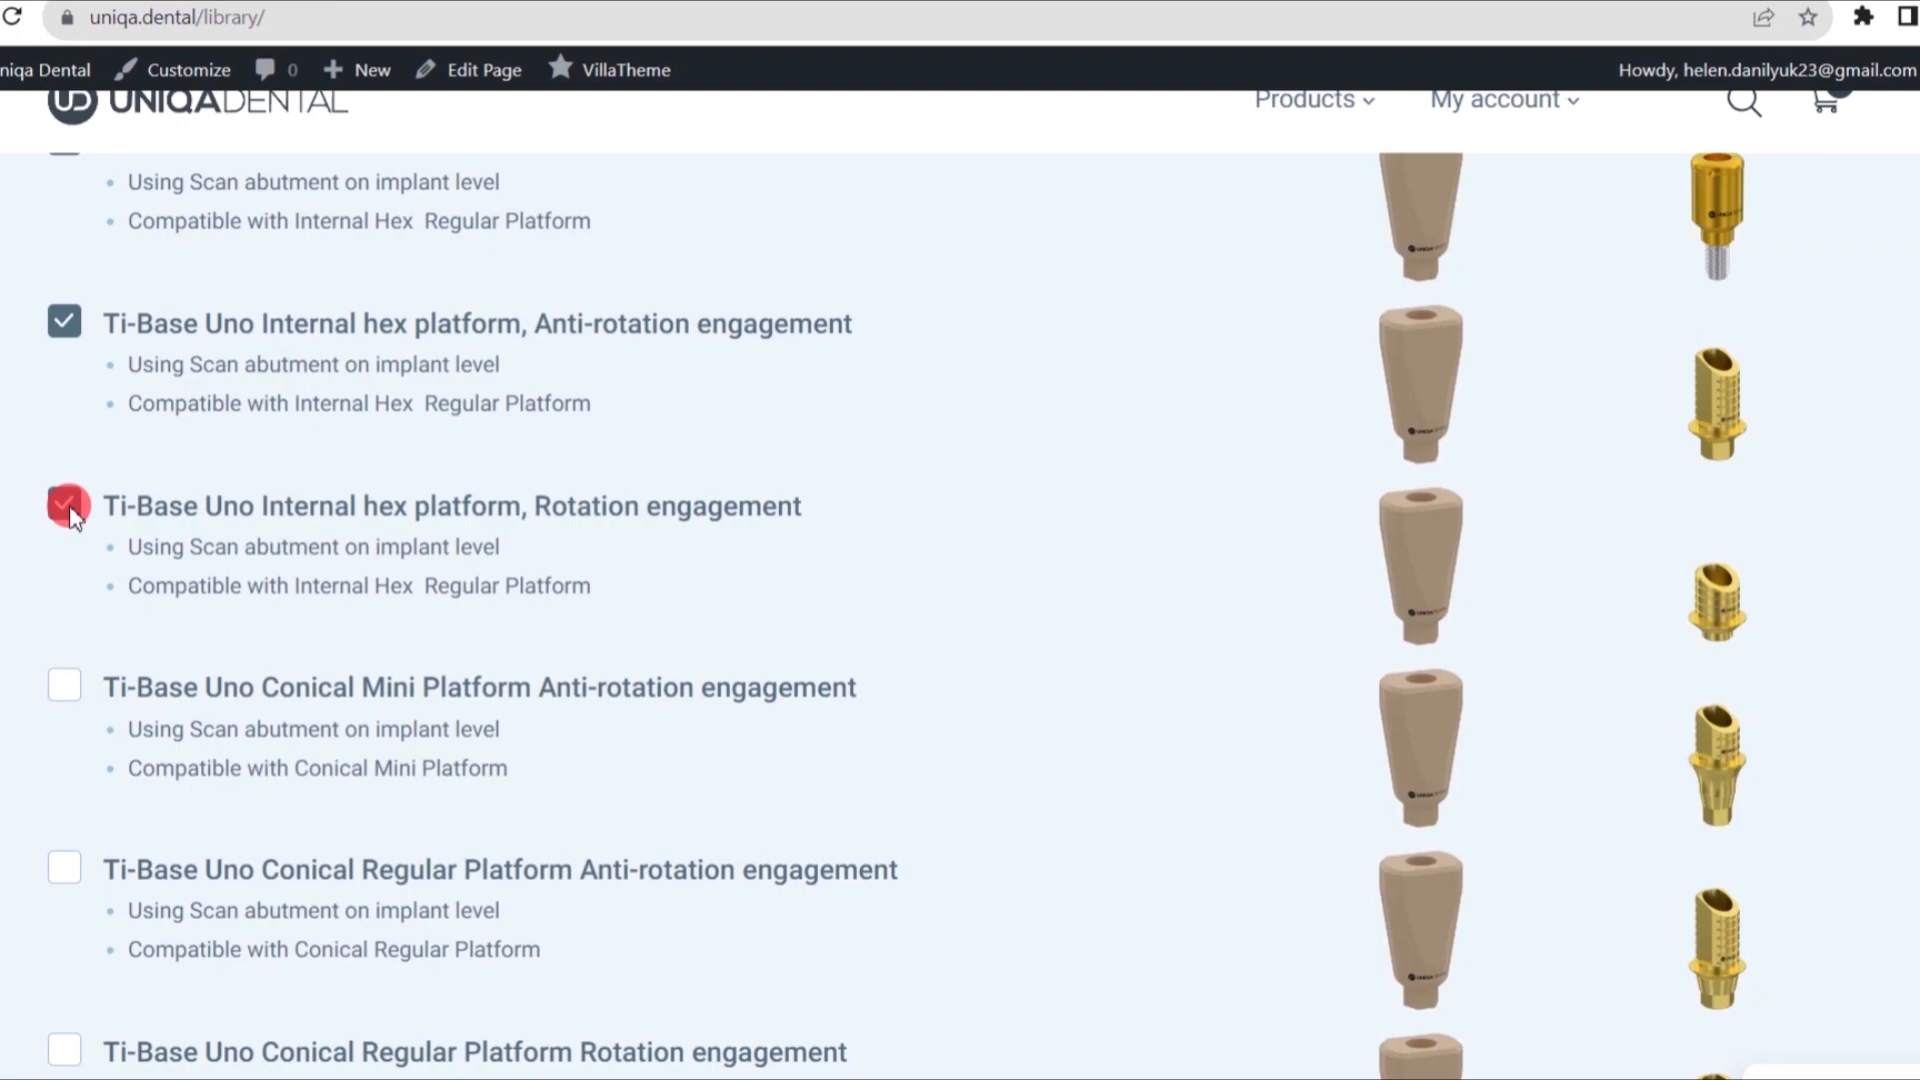 uniqa.dental/library/
niqa Dental Customize 0 New Edit Page VillaTheme Howdy, helen.danilyuk23@gmail.com
UD UNIQADENTAL Products My account
Using Scan abutment on implant level
Compatible with Internal Hex Regular Platform
Ti-Base Uno Internal hex platform, Anti-rotation engagement
Using Scan abutment on implant level
Compatible with Internal Hex Regular Platform
Ti-Base Uno Internal hex platform, Rotation engagement
Using Scan abutment on implant level
Compatible with Internal Hex Regular Platform
Ti-Base Uno Conical Mini Platform Anti-rotation engagement
Using Scan abutment on implant level
Compatible with Conical Mini Platform
Ti-Base Uno Conical Regular Platform Anti-rotation engagement
Using Scan abutment on implant level
Compatible with Conical Regular Platform
Ti-Base Uno Conical Regular Platform Rotation engagement